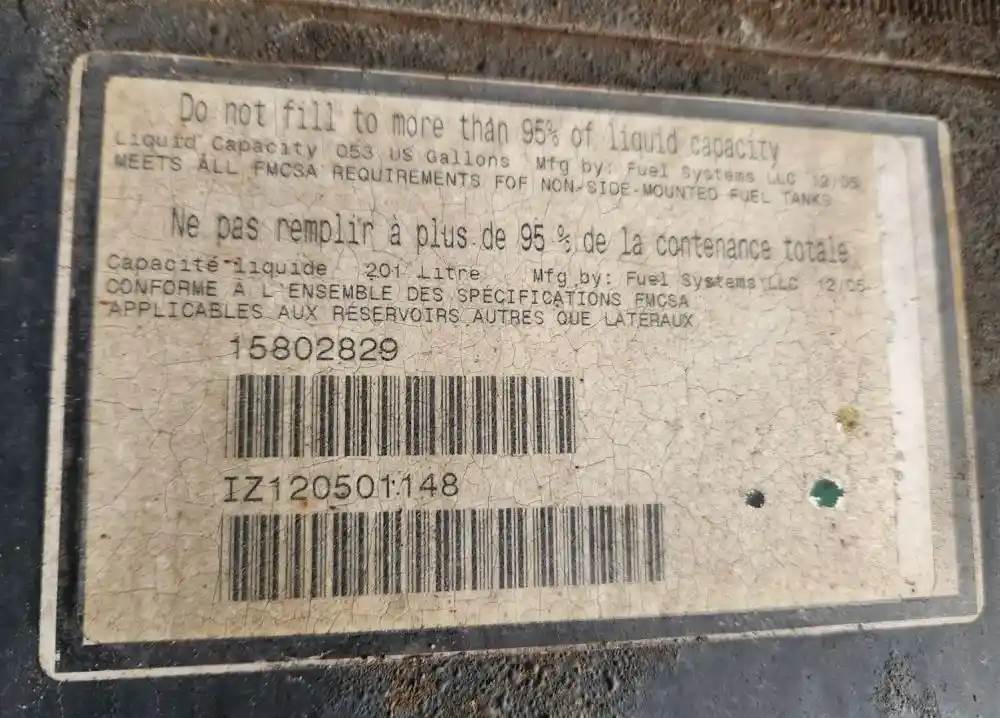 Do not fill to more than 95% of liquid capacity
Liquid Capacity 053 US Gallons Mfg by: Fuel Systems LLC 12/05
MEETS ALL FMCSA REQUIREMENTS FOF NON-SIDE-MOUNTED FUEL TANKS
Ne pas remplir à plus de 95 % de la contenance totale
Capacité liquide 201 Litre Mfg by: Fuel Systems LLC 12/05
CONFORME À L'ENSEMBLE DES SPÉCIFICATIONS FMCSA
APPLICABLES AUX RÉSERVOIRS AUTRES QUE LATÉRAUX
15802829
IZ120501148